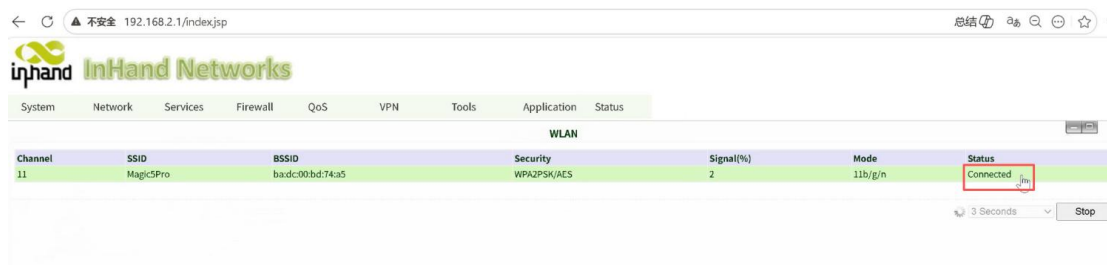 不安全 192.168.2.1/index.jsp 总结 aあ
inhand InHand Networks
System Network Services Firewall QoS VPN Tools Application Status
WLAN
Channel SSID BSSID Security Signal(%) Mode Status
11 Magic5Pro ba:dc:00:bd:74:a5 WPA2PSK/AES 2 11b/g/n Connected
3 Seconds Stop